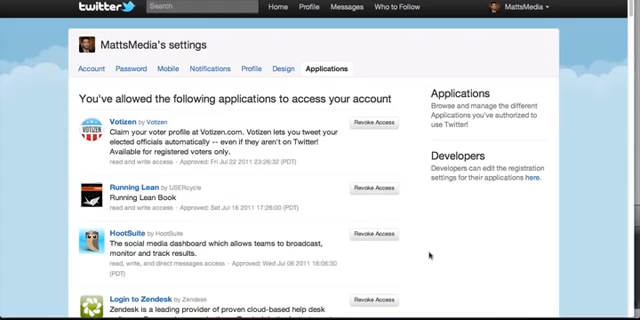 twitter Search Home Profile Messages Who to Follow MattsMedia
MattsMedia's settings
Account Password Mobile Notifications Profile Design Applications
You've allowed the following applications to access your account
Votizen by Votizen
Claim your voter profile at Votizen.com. Votizen lets you tweet your
elected officials automatically -- even if they aren't on Twitter!
Available for registered voters only.
read and write access · Approved: Fri Jul 22 2011 23:26:32 (PDT)
Revoke Access
VOTIZEN
Running Lean by USERcycle
Running Lean Book
read and write access · Approved: Sat Jul 16 2011 17:26:00 (PDT)
Revoke Access
HootSuite by HootSuite
The social media dashboard which allows teams to broadcast,
monitor and track results.
read, write, and direct messages access · Approved: Wed Jul 06 2011 16:06:30
(PDT)
Revoke Access
Login to Zendesk by Zendesk
Zendesk is a leading provider of proven cloud-based help desk
Revoke Access
Applications
Browse and manage the different
Applications you've authorized to
use Twitter!
Developers
Developers can edit the registration
settings for their applications here.